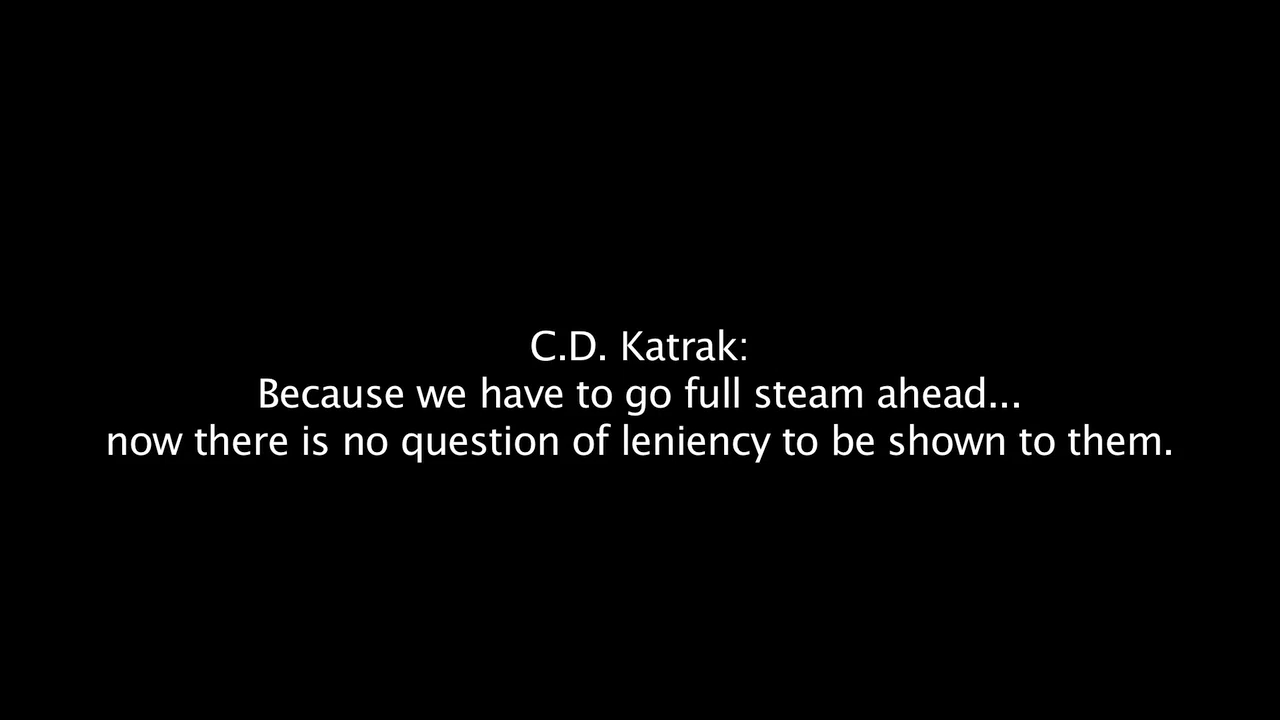 C.D. Katrak:
Because we have to go full steam ahead...
now there is no question of leniency to be shown to them.